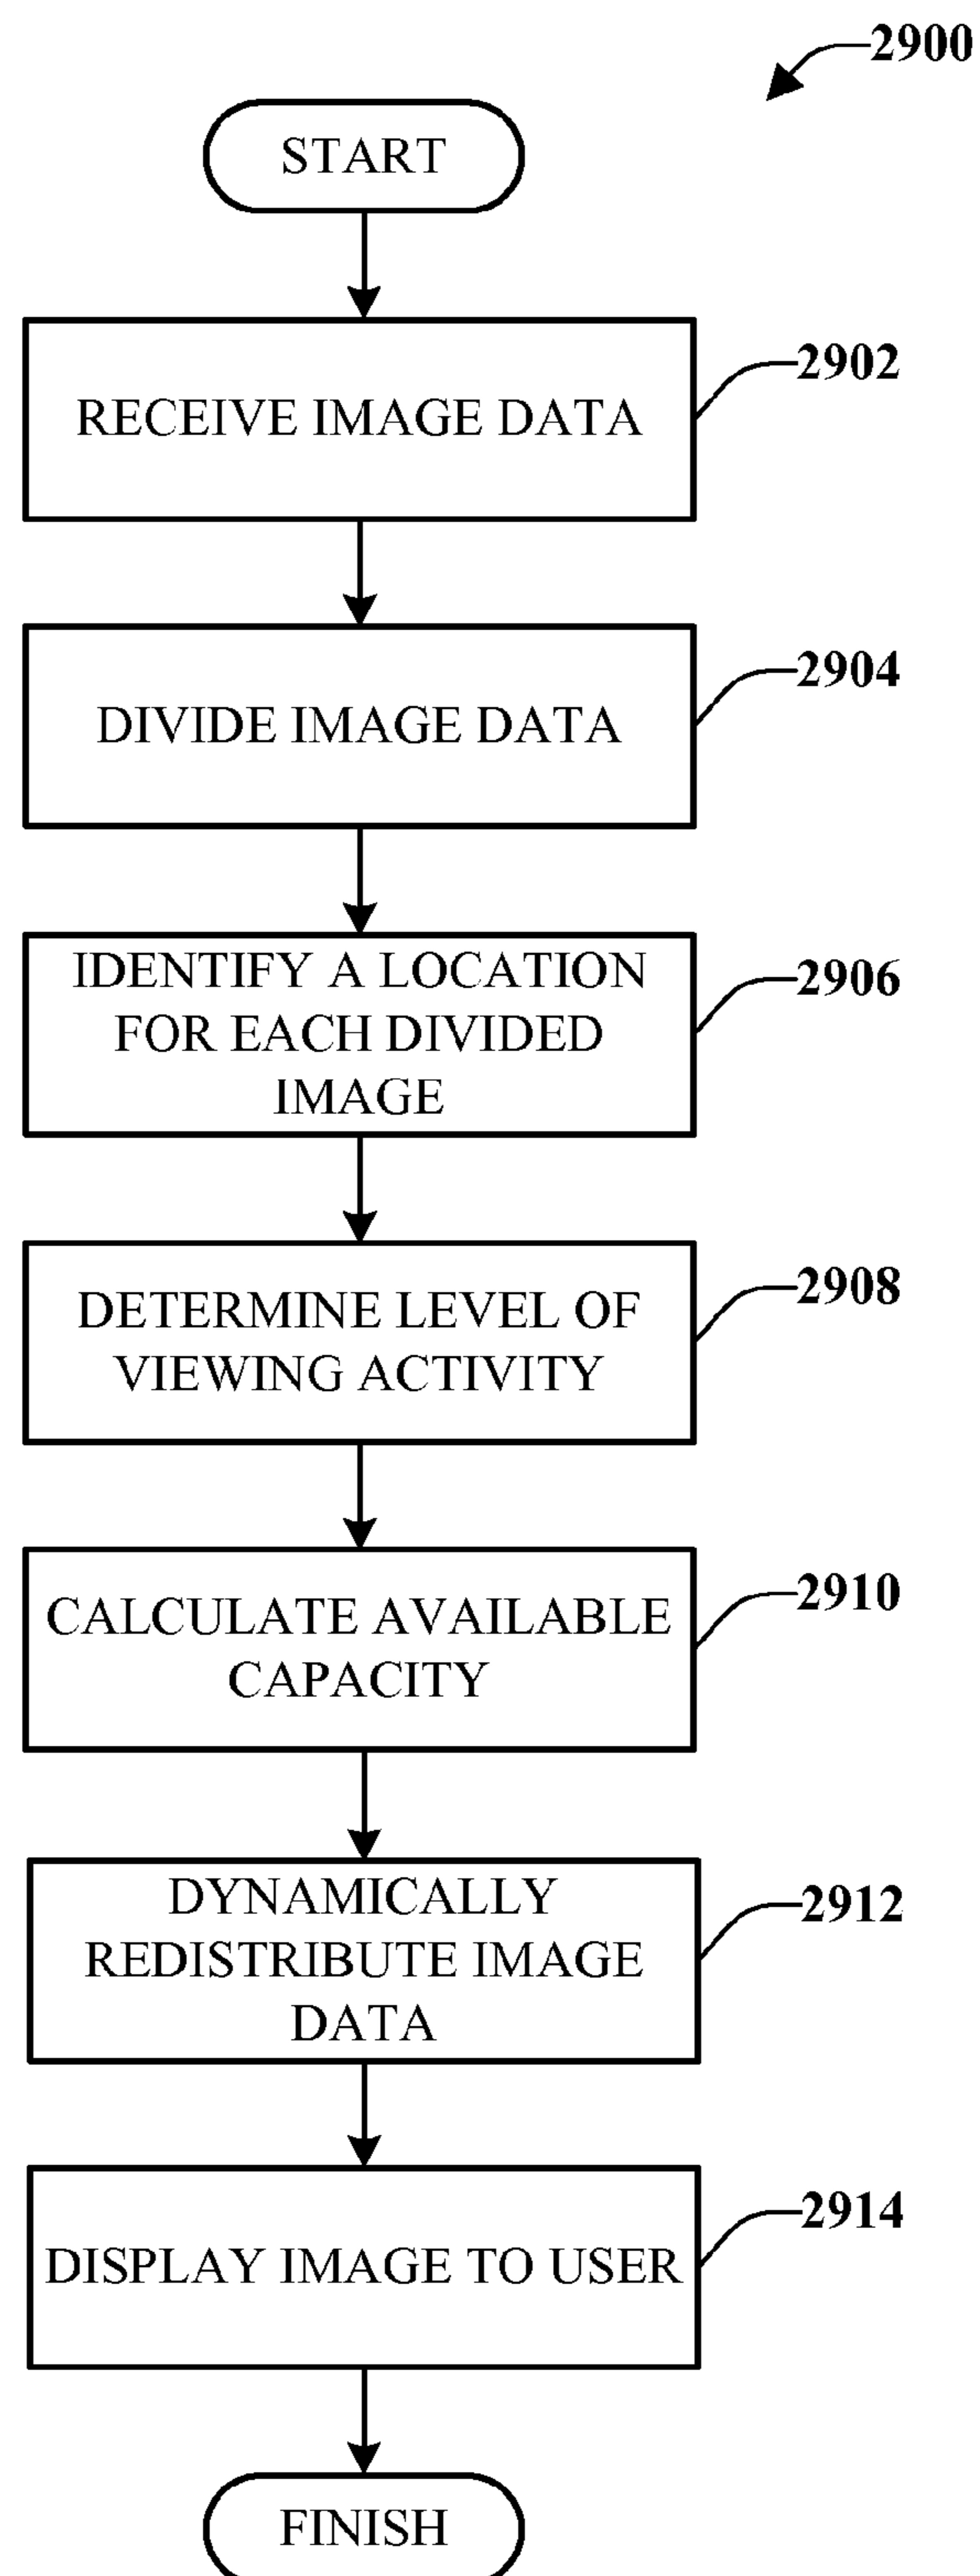 2900
START
RECEIVE IMAGE DATA
2902
DIVIDE IMAGE DATA
2904
IDENTIFY A LOCATION
FOR EACH DIVIDED
IMAGE
2906
DETERMINE LEVEL OF
VIEWING ACTIVITY
2908
CALCULATE AVAILABLE
CAPACITY
2910
DYNAMICALLY
REDISTRIBUTE IMAGE
DATA
2912
DISPLAY IMAGE TO USER
2914
FINISH